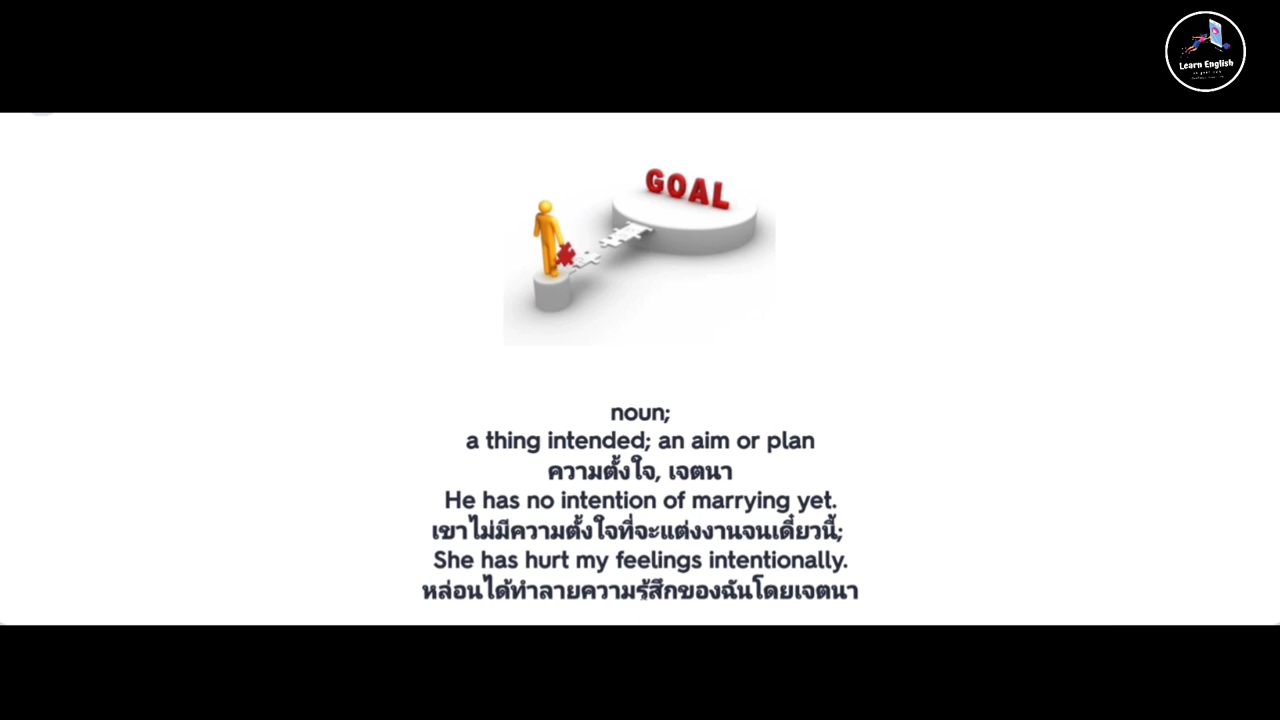 Learn English
GOAL
noun;
a thing intended; an aim or plan
ความตั้งใจ, เจตนา
He has no intention of marrying yet.
เขาไม่มีความตั้งใจที่จะแต่งงานจนเดี๋ยวนี้;
She has hurt my feelings intentionally.
หล่อนได้ทำลายความรู้สึกของฉันโดยเจตนา